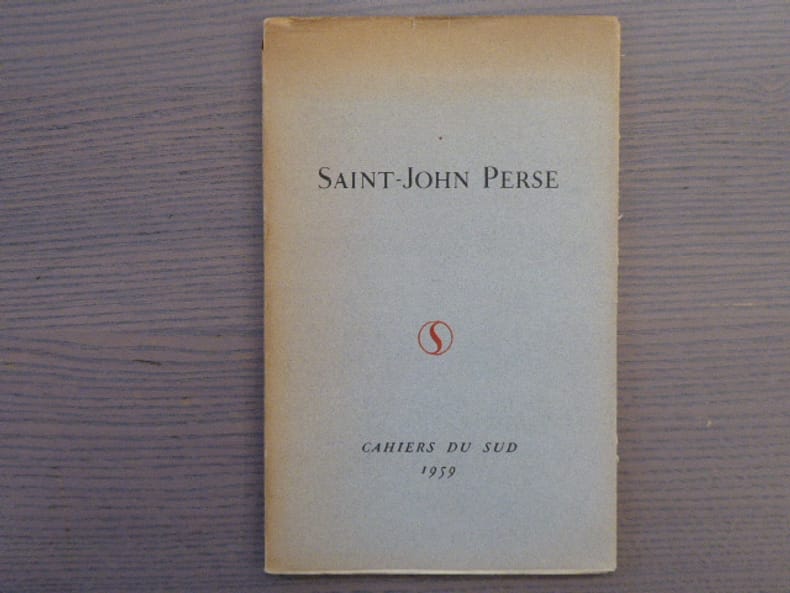 SAINT-JOHN PERSE
S
CAHIERS DU SUD
1959